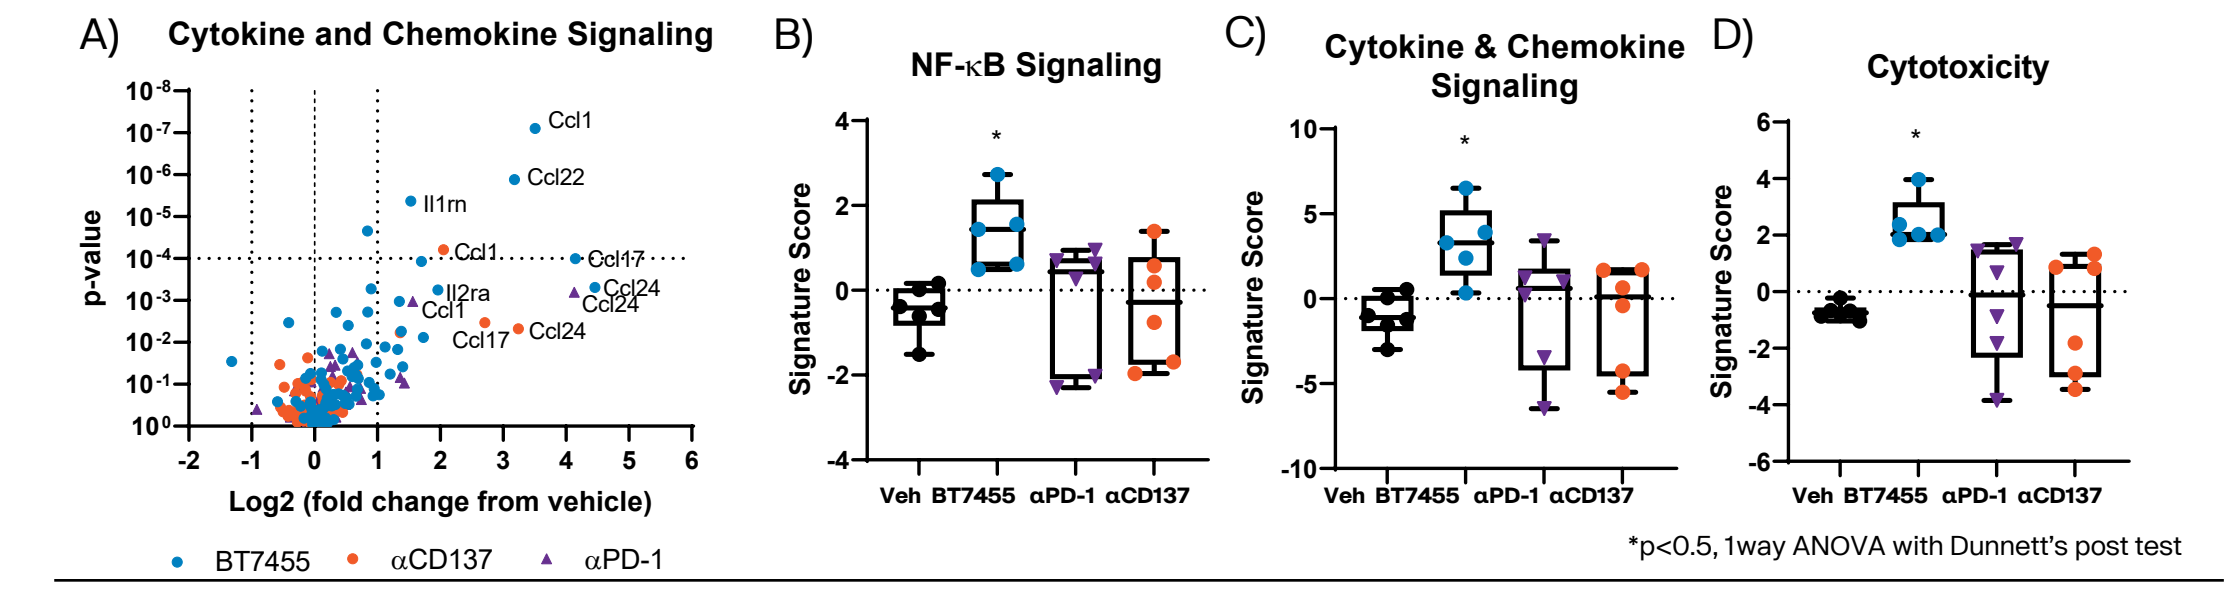 A) Cytokine and Chemokine Signaling
10-8
10-7
10-6
10-5
10-4
10-3
10-2
10-1
100
p-value
Ccl1
Ccl22
Il1rn
Ccl1
Ccl17
Il2ra
Ccl24
Ccl1
Ccl24
Ccl17
Ccl24
-2 -1 0 1 2 3 4 5 6
Log2 (fold change from vehicle)
BT7455 αCD137 αPD-1
B)
NF-κB Signaling
Signature Score
4
2
0
-2
-4
*
Veh BT7455 αPD-1 αCD137
C)
Cytokine & Chemokine
Signaling
Signature Score
10
5
0
-5
-10
*
Veh BT7455 αPD-1 αCD137
D)
Cytotoxicity
Signature Score
6
4
2
0
-2
-4
-6
*
Veh BT7455 αPD-1 αCD137
*p<0.5, 1way ANOVA with Dunnett's post test